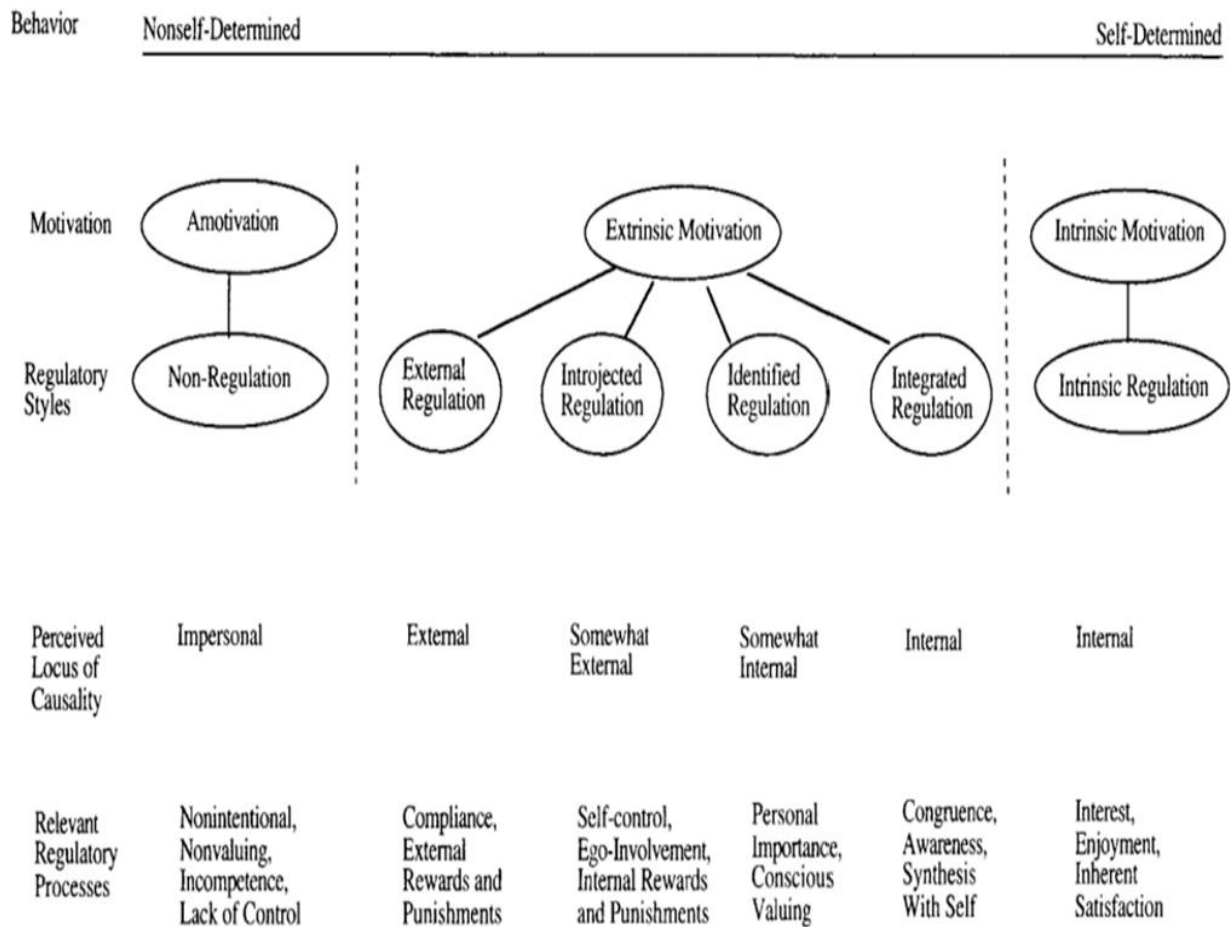 Behavior Nonself-Determined Self-Determined
Motivation Amotivation Extrinsic Motivation Intrinsic Motivation
Regulatory
Styles
Non-Regulation
External
Regulation
Introjected
Regulation
Identified
Regulation
Integrated
Regulation
Intrinsic Regulation
Perceived
Locus of
Causality
Impersonal
External
Somewhat
External
Somewhat
Internal
Internal
Internal
Relevant
Regulatory
Processes
Nonintentional,
Nonvaluing,
Incompetence,
Lack of Control
Compliance,
External
Rewards and
Punishments
Self-control,
Ego-Involvement,
Internal Rewards
and Punishments
Personal
Importance,
Conscious
Valuing
Congruence,
Awareness,
Synthesis
With Self
Interest,
Enjoyment,
Inherent
Satisfaction